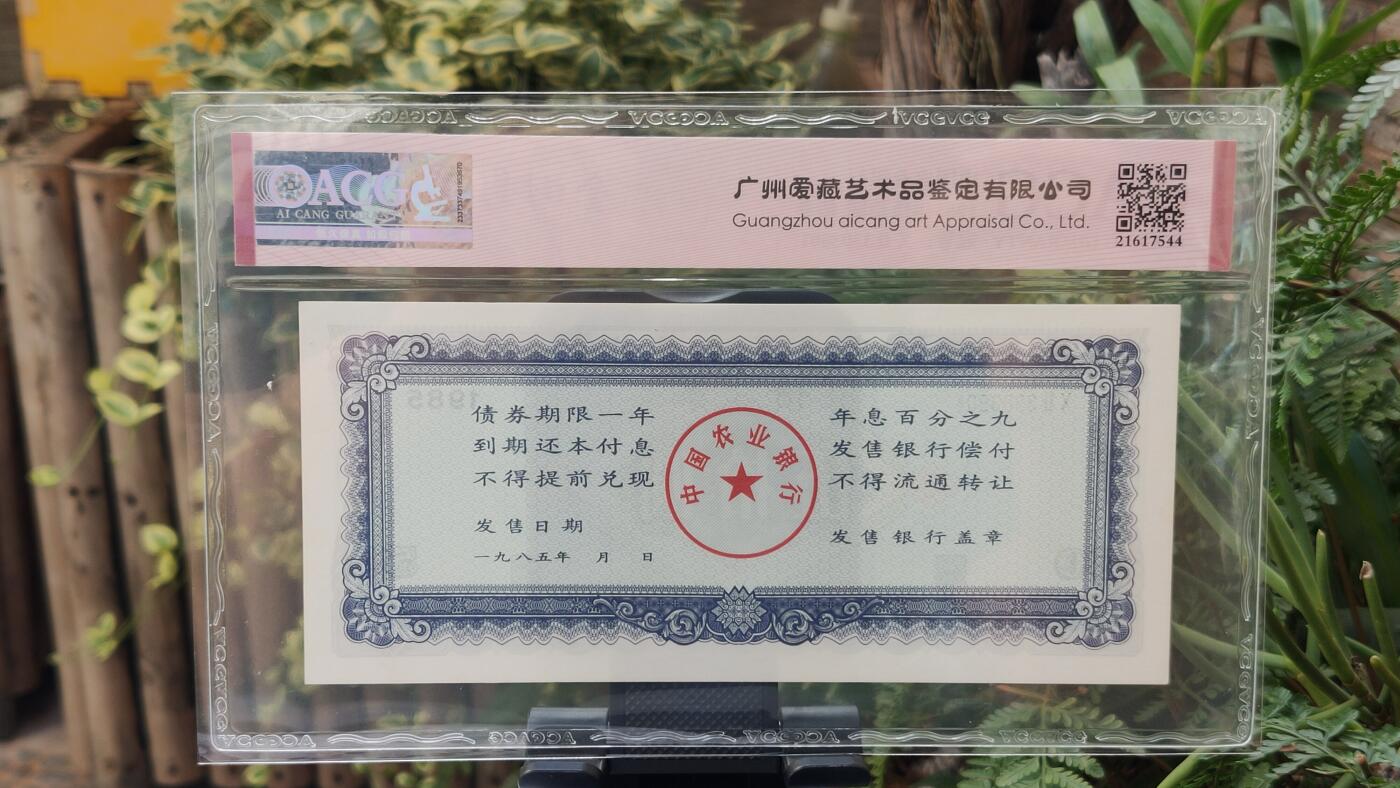 ACGG
AI CANG GU
广州爱藏艺术品鉴定有限公司
Guangzhou aicang art Appraisal Co., Ltd.
21617544
债券期限一年
到期还本付息
不得提前兑现
发售日期
一九八五年 月 日
中国农业银行
年息百分之九
发售银行偿付
不得流通转让
发售银行盖章
1985